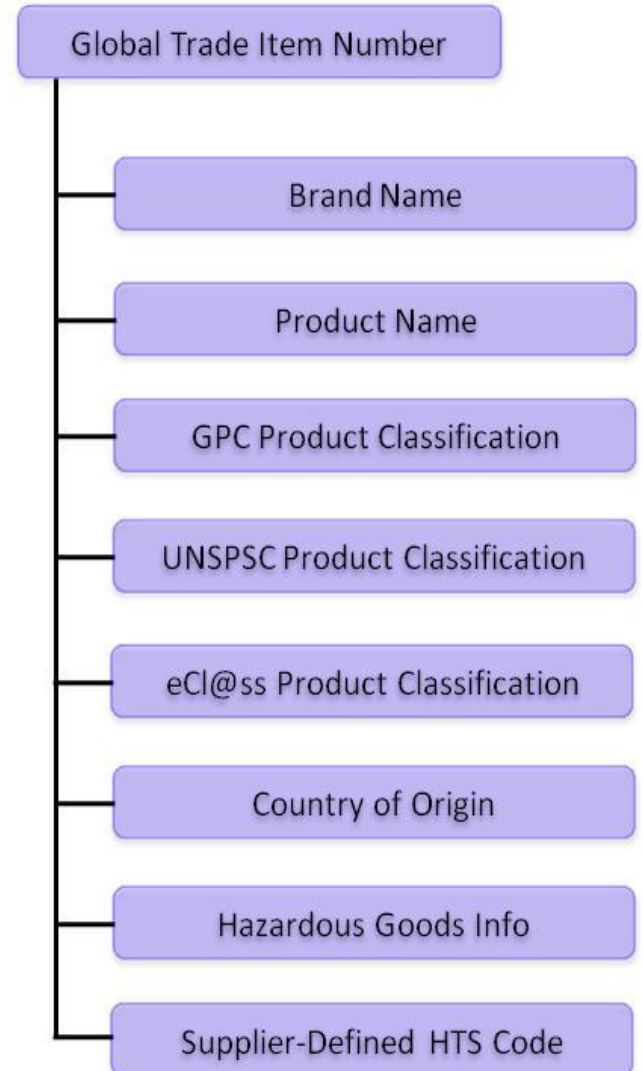 Global Trade Item Number
Brand Name
Product Name
GPC Product Classification
UNSPSC Product Classification
eCl@ss Product Classification
Country of Origin
Hazardous Goods Info
Supplier-Defined HTS Code